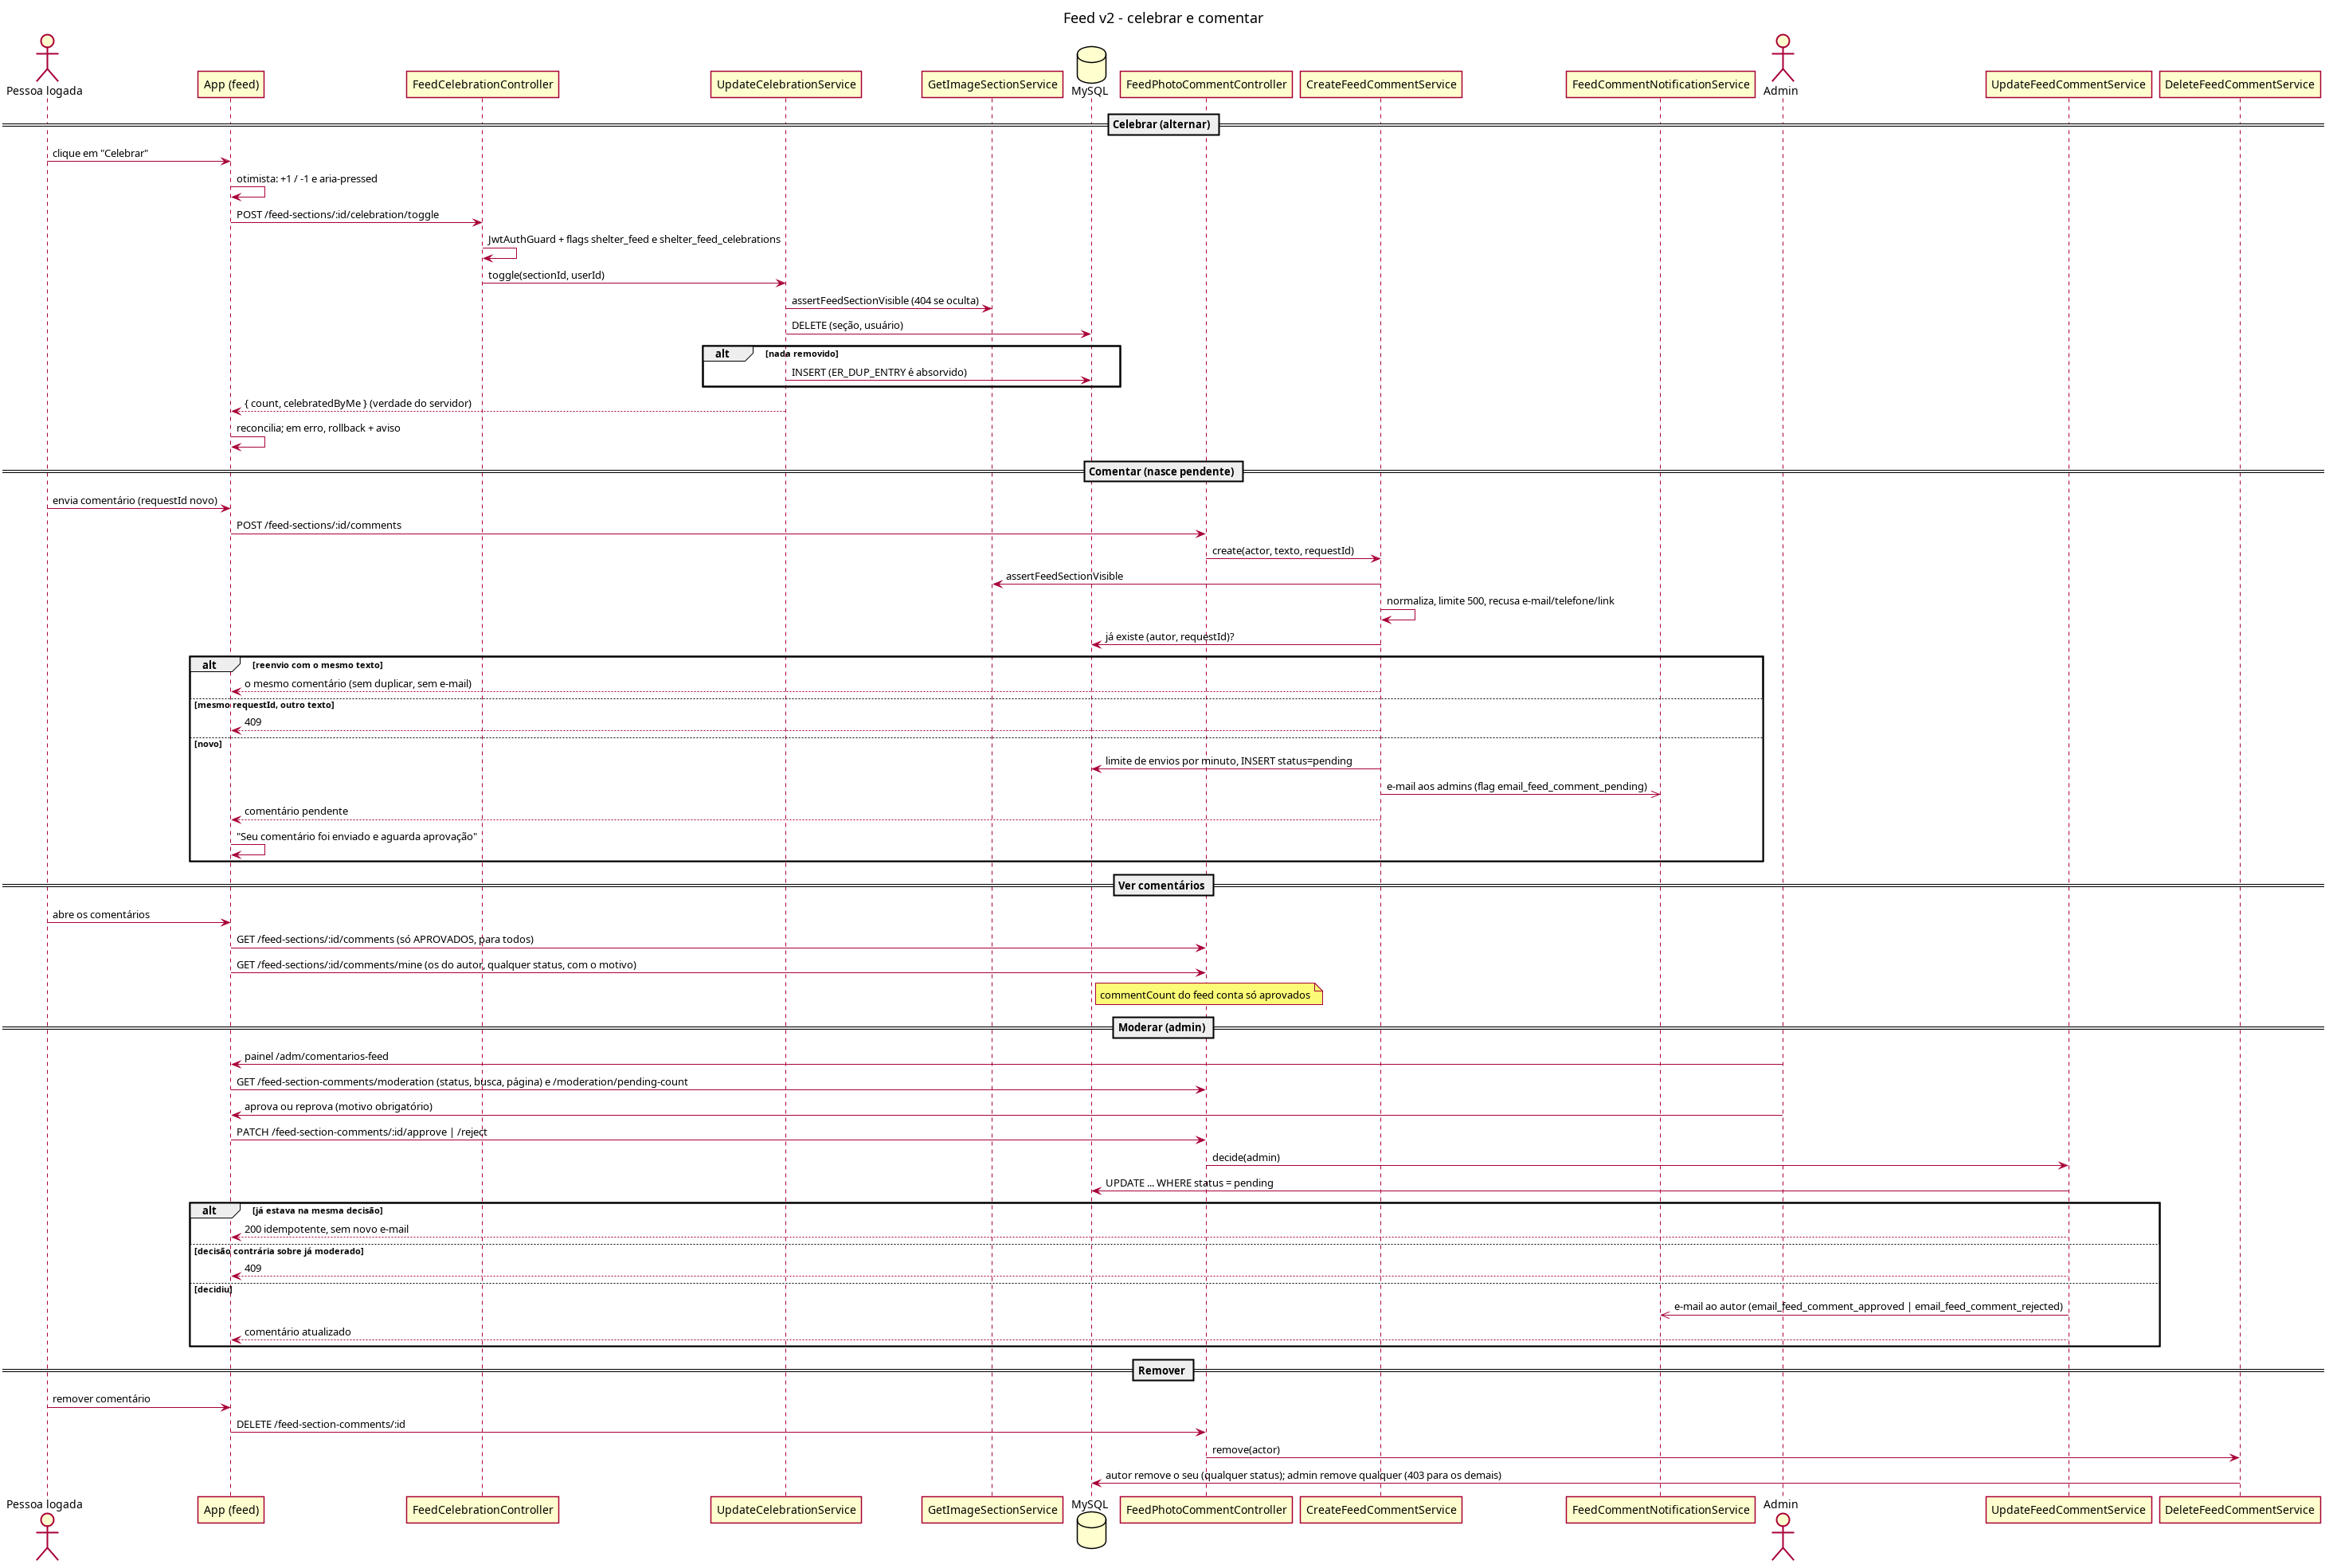 Feed v2 - celebrar e comentar
Pessoa logada
App (feed)
FeedCelebrationController
UpdateCelebrationService
GetImageSectionService
MySQL
FeedPhotoCommentController
CreateFeedCommentService
FeedCommentNotificationService
Admin
UpdateFeedCommentService
DeleteFeedCommentService
Celebrar (alternar)
clique em "Celebrar"
otimista: +1 / -1 e aria-pressed
POST /feed-sections/:id/celebration/toggle
JwtAuthGuard + flags shelter_feed e shelter_feed_celebrations
toggle(sectionId, userId)
assertFeedSectionVisible (404 se oculta)
DELETE (seção, usuário)
alt [nada removido]
INSERT (ER_DUP_ENTRY é absorvido)
{ count, celebratedByMe } (verdade do servidor)
reconcilia; em erro, rollback + aviso
Comentar (nasce pendente)
envia comentário (requestId novo)
POST /feed-sections/:id/comments
create(actor, texto, requestId)
assertFeedSectionVisible
normaliza, limite 500, recusa e-mail/telefone/link
já existe (autor, requestId)?
alt [reenvio com o mesmo texto]
o mesmo comentário (sem duplicar, sem e-mail)
[mesmo requestId, outro texto]
409
[novo]
limite de envios por minuto, INSERT status=pending
e-mail aos admins (flag email_feed_comment_pending)
comentário pendente
"Seu comentário foi enviado e aguarda aprovação"
Ver comentários
abre os comentários
GET /feed-sections/:id/comments (só APROVADOS, para todos)
GET /feed-sections/:id/comments/mine (os do autor, qualquer status, com o motivo)
commentCount do feed conta só aprovados
Moderar (admin)
painel /adm/comentarios-feed
GET /feed-section-comments/moderation (status, busca, página) e /moderation/pending-count
aprova ou reprova (motivo obrigatório)
PATCH /feed-section-comments/:id/approve | /reject
decide(admin)
UPDATE ... WHERE status = pending
alt [já estava na mesma decisão]
200 idempotente, sem novo e-mail
[decisão contrária sobre já moderado]
409
[decidiu]
e-mail ao autor (email_feed_comment_approved | email_feed_comment_rejected)
comentário atualizado
Remover
remover comentário
DELETE /feed-section-comments/:id
remove(actor)
autor remove o seu (qualquer status); admin remove qualquer (403 para os demais)
Pessoa logada
App (feed)
FeedCelebrationController
UpdateCelebrationService
GetImageSectionService
MySQL
FeedPhotoCommentController
CreateFeedCommentService
FeedCommentNotificationService
Admin
UpdateFeedCommentService
DeleteFeedCommentService